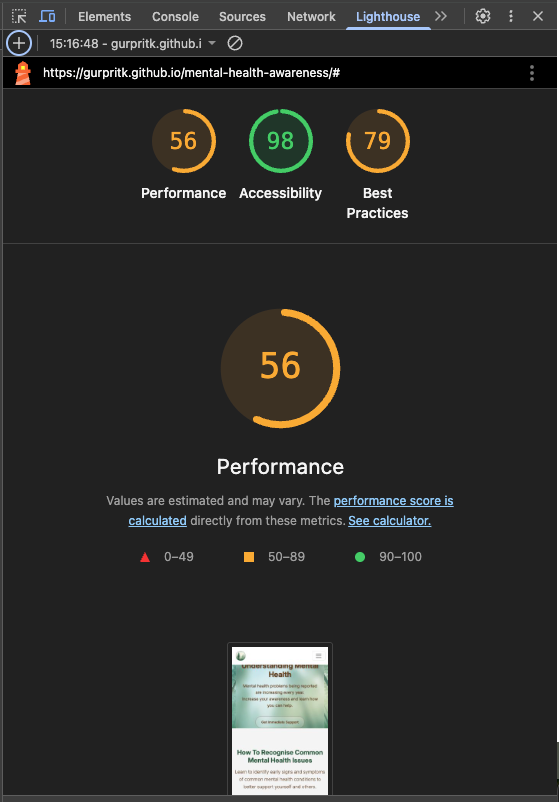 Elements Console Sources Network Lighthouse
15:16:48 - gurpritk.github.i
https://gurpritk.github.io/mental-health-awareness/#
56 98 79
Performance Accessibility Best
Practices
56
Performance
Values are estimated and may vary. The performance score is
calculated directly from these metrics. See calculator.
0–49 50–89 90–100
Understanding Mental
Health
Mental health problems being reported
are increasing every year.
Increase your awareness and learn how
you can help.
Get Immediate Support
How To Recognise Common
Mental Health Issues
Learn to identify early signs and symptoms
of common mental health conditions to
better support yourself and others.